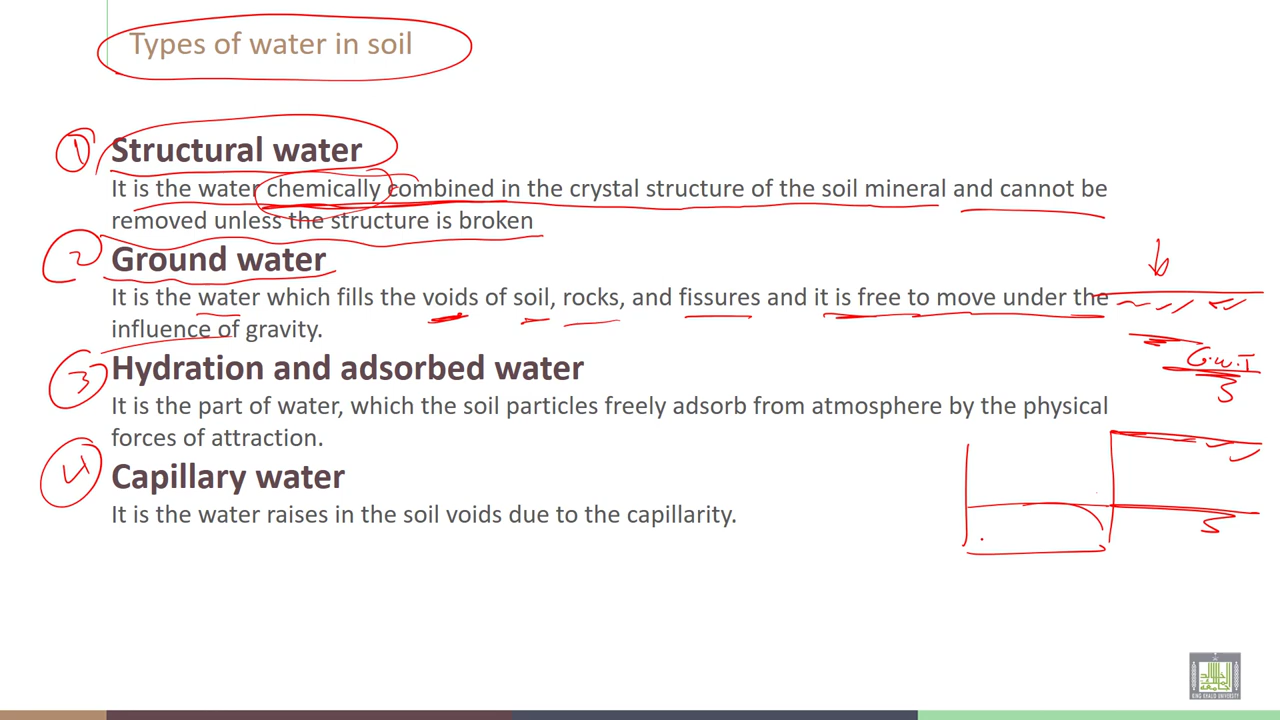 Types of water in soil
1 Structural water
It is the water chemically combined in the crystal structure of the soil mineral and cannot be
removed unless the structure is broken
2 Ground water
It is the water which fills the voids of soil, rocks, and fissures and it is free to move under the
influence of gravity.
G.W.T
3 Hydration and adsorbed water
It is the part of water, which the soil particles freely adsorb from atmosphere by the physical
forces of attraction.
4 Capillary water
It is the water raises in the soil voids due to the capillarity.
KING KHALID UNIVERSITY